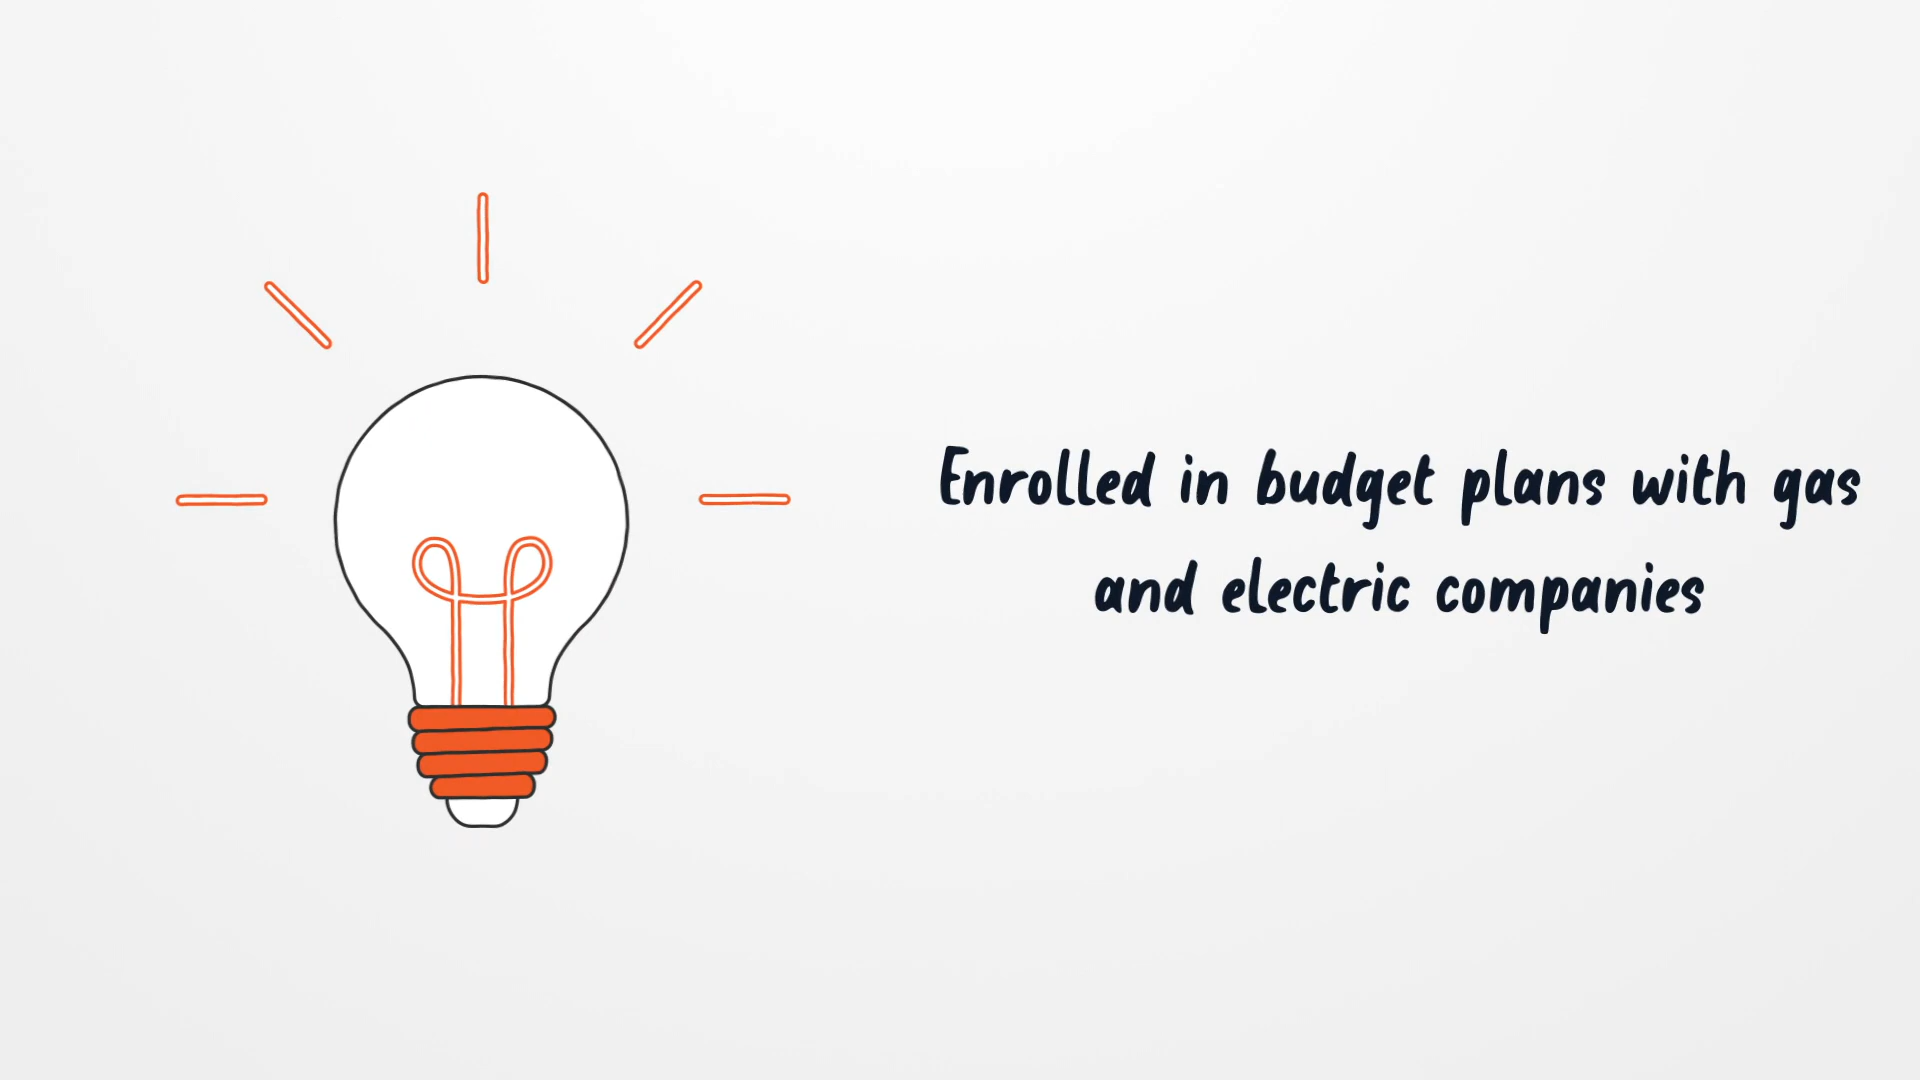 Enrolled in budget plans with gas
and electric companies